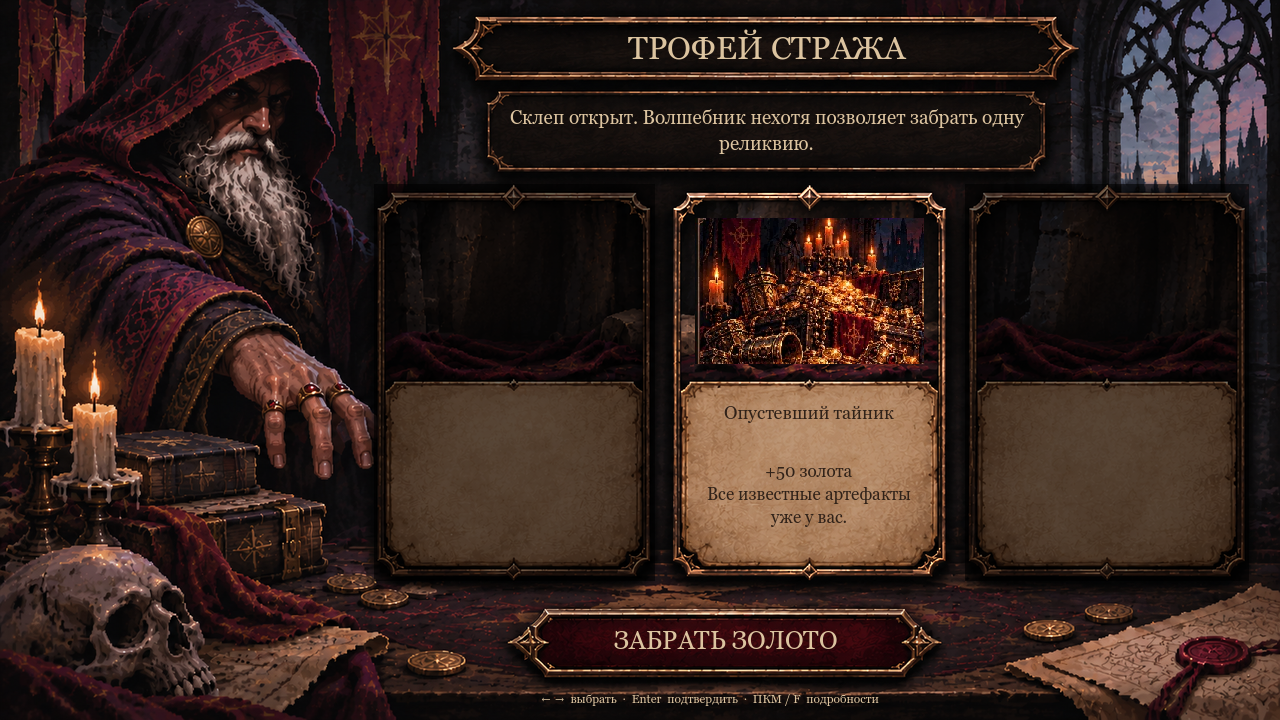 ТРОФЕЙ СТРАЖА
Склеп открыт. Волшебник нехотя позволяет забрать одну
реликвию.
Опустевший тайник
+50 золота
Все известные артефакты
уже у вас.
ЗАБРАТЬ ЗОЛОТО
← → выбрать · Enter подтвердить · ПКМ / F подробности